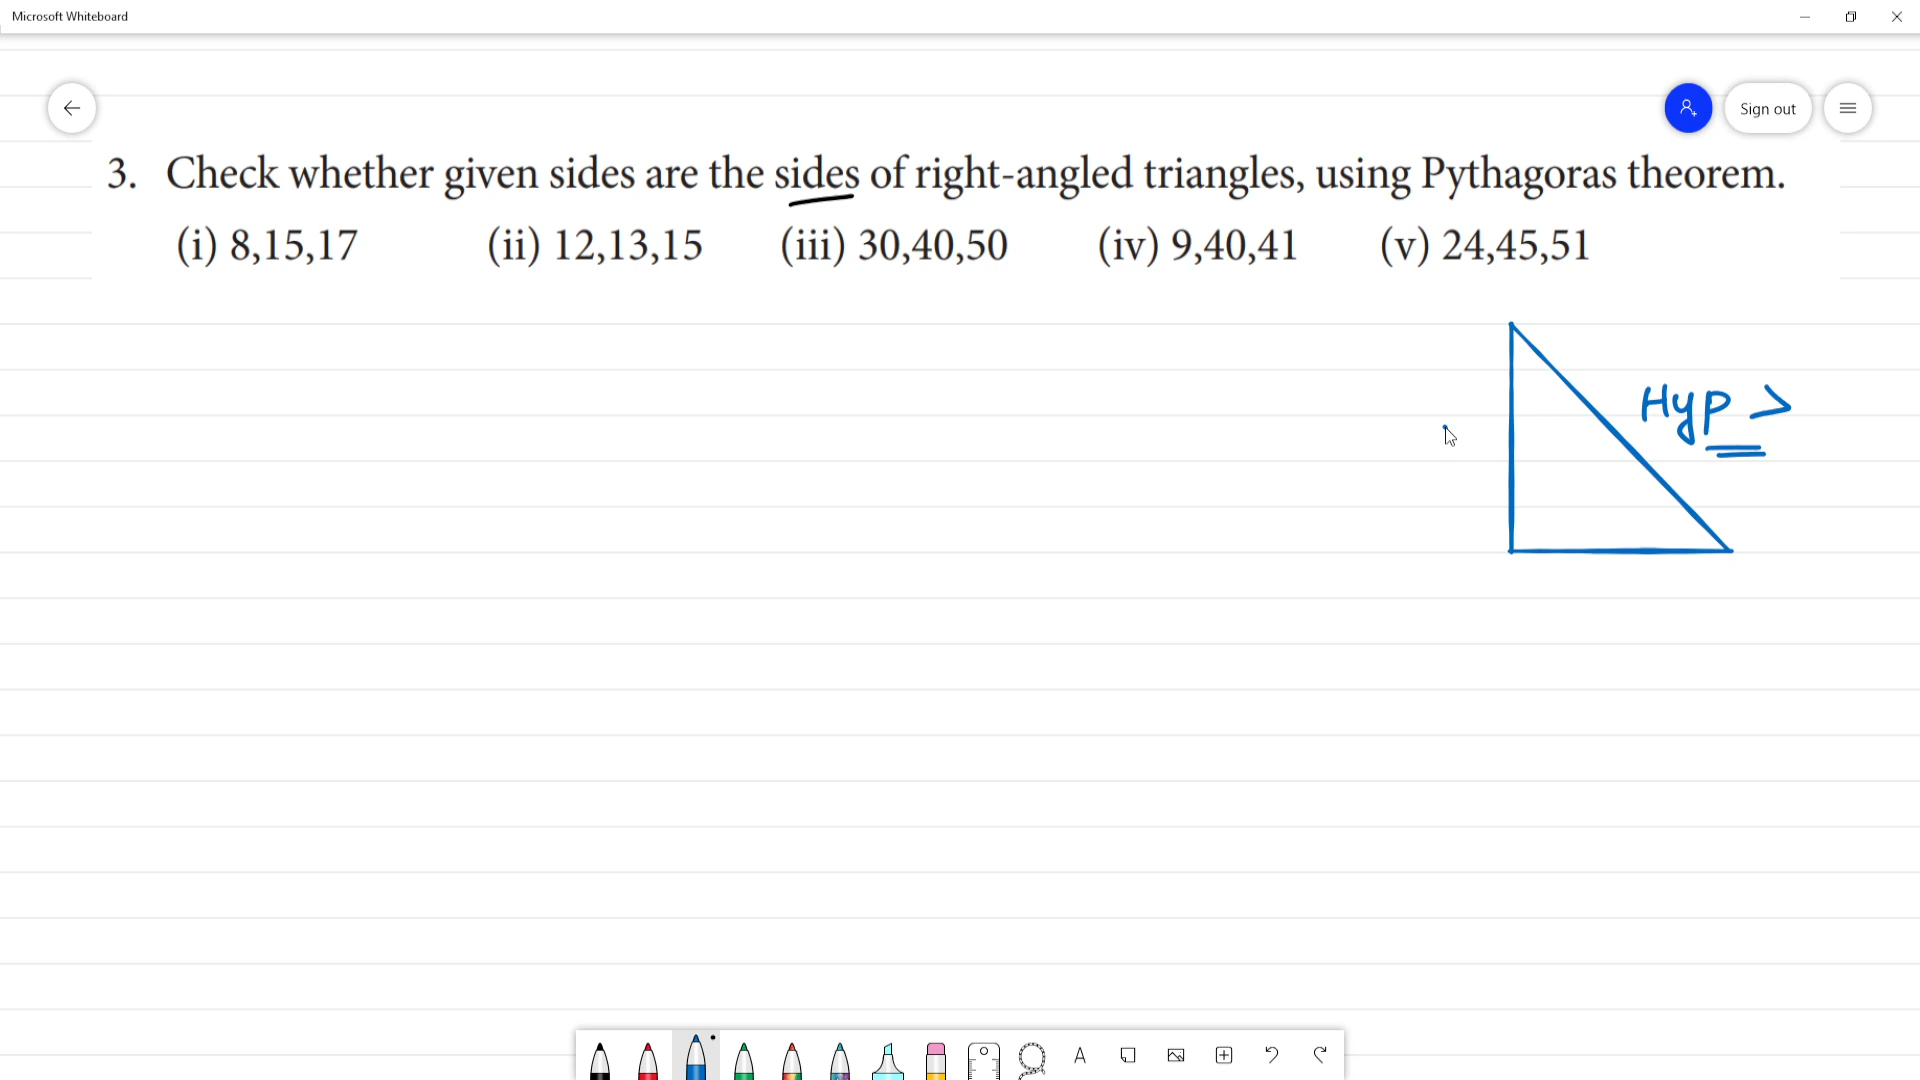 Microsoft Whiteboard
Sign out
3. Check whether given sides are the sides of right-angled triangles, using Pythagoras theorem.
(i) 8,15,17 (ii) 12,13,15 (iii) 30,40,50 (iv) 9,40,41 (v) 24,45,51
Hyp >
A